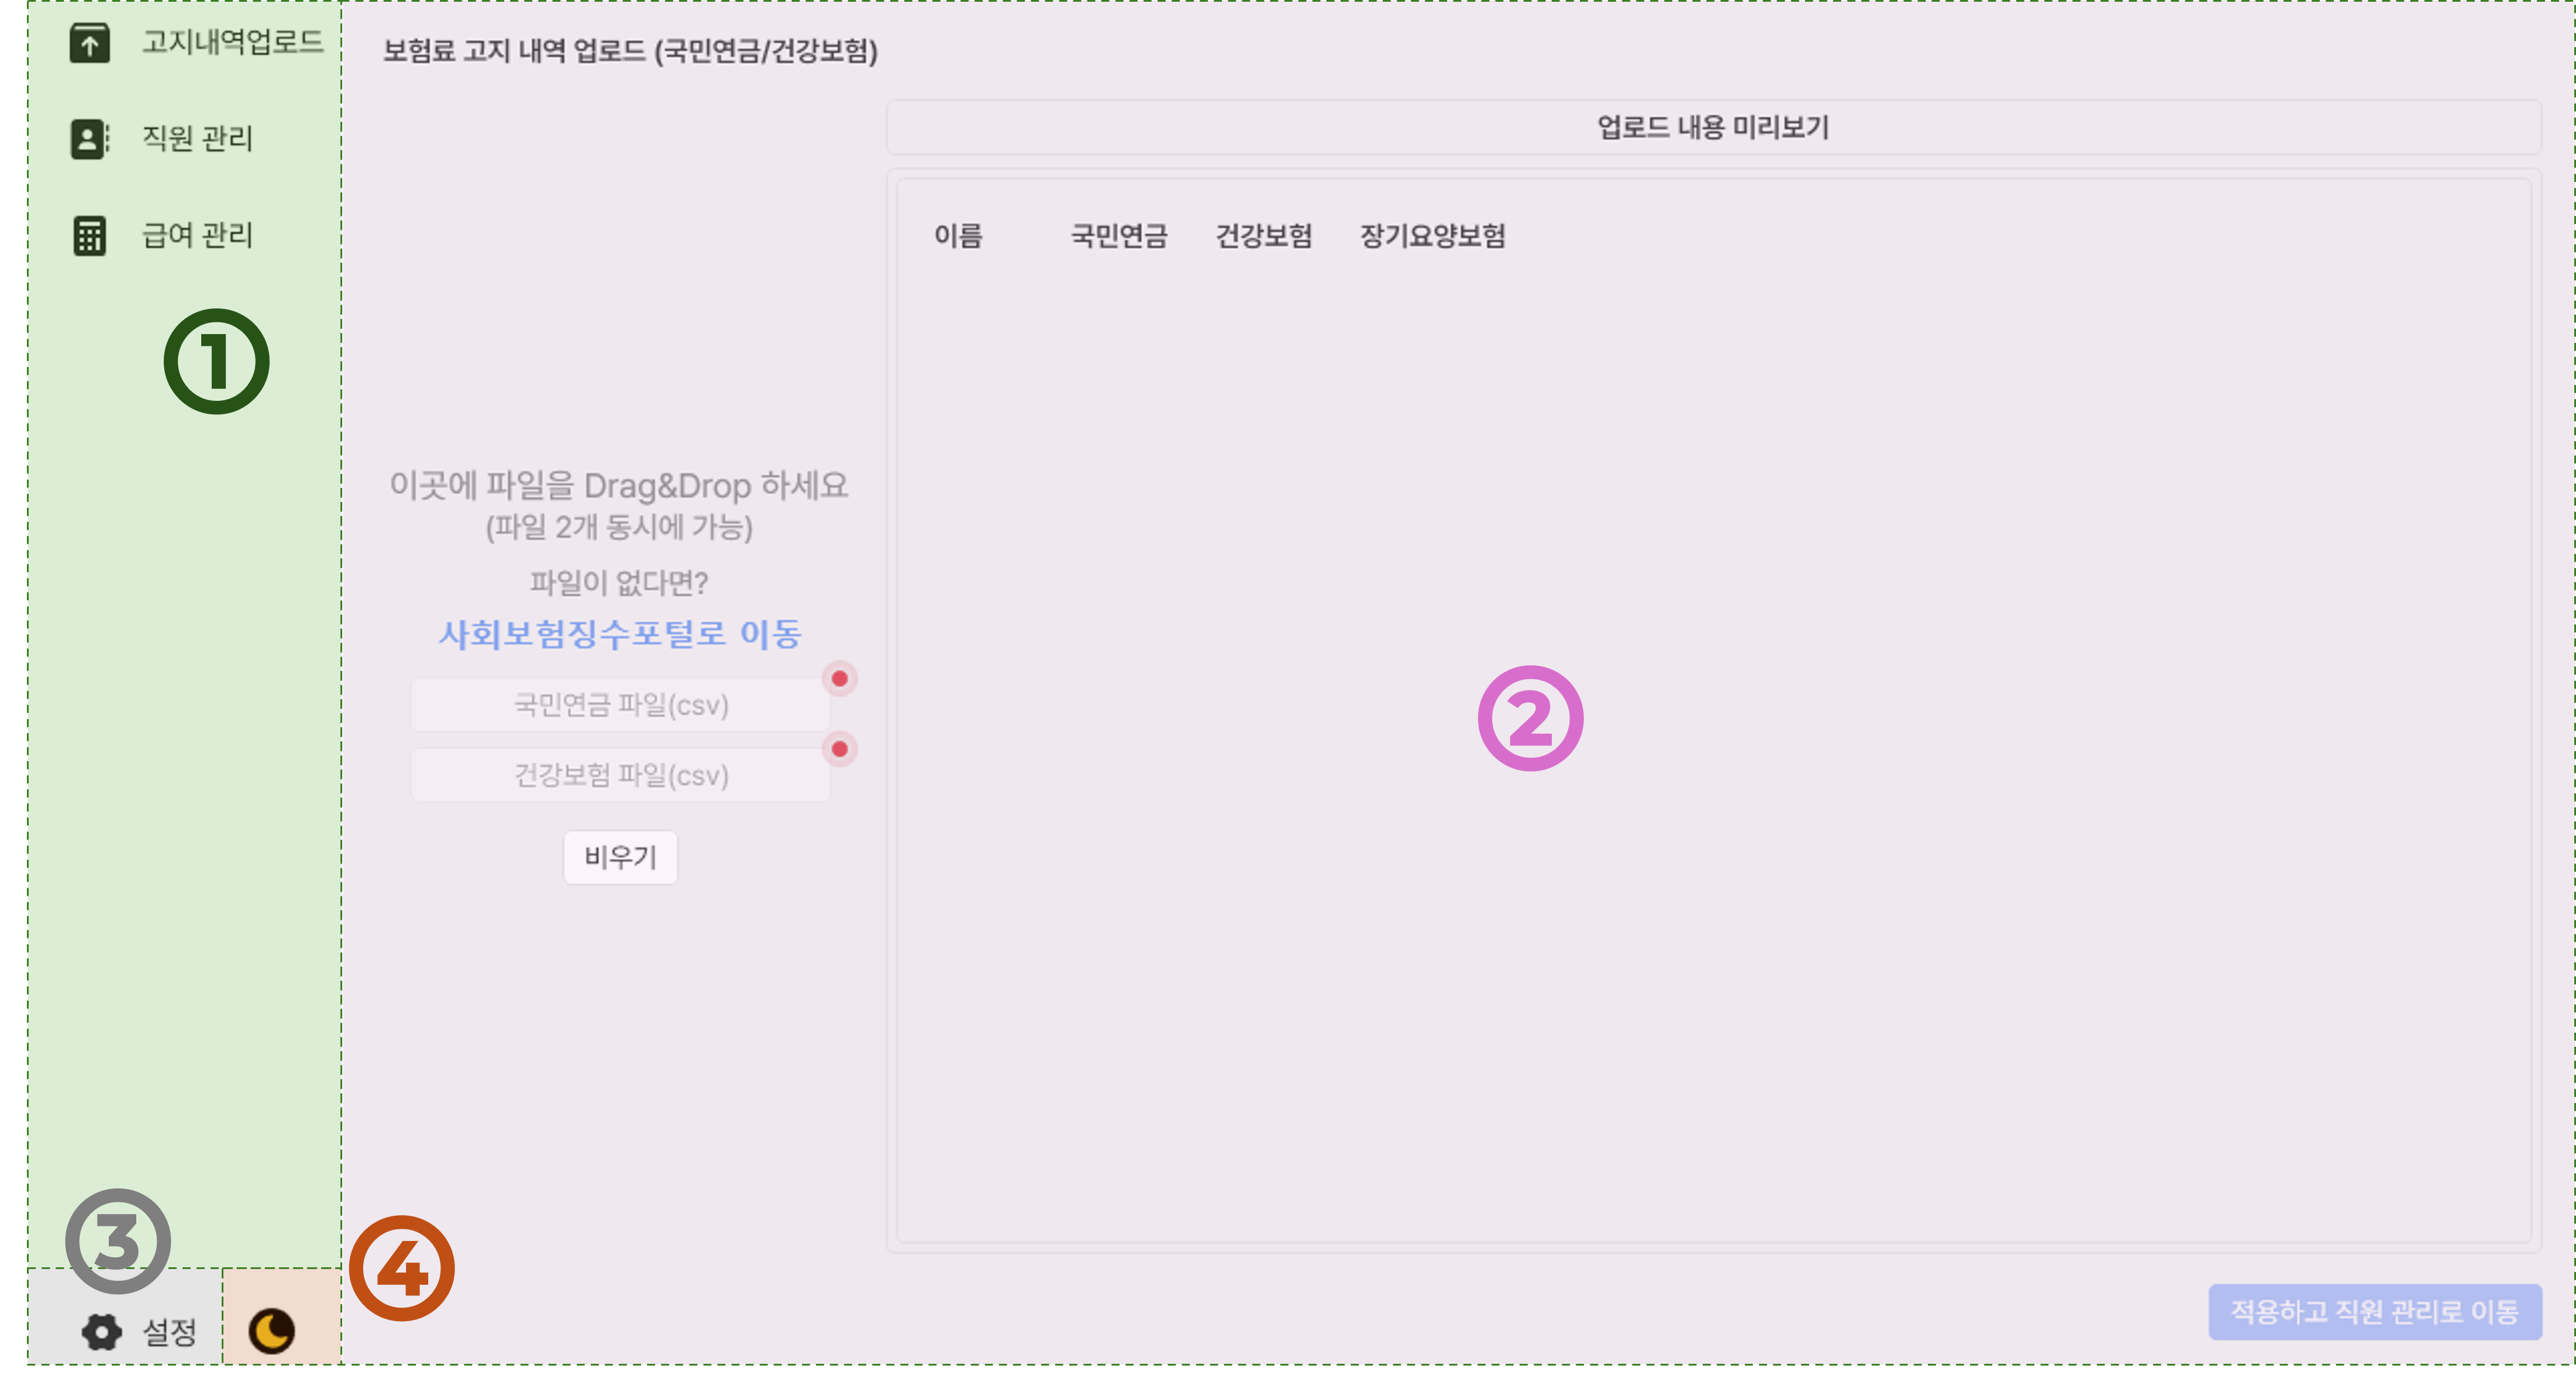 고지내역업로드
직원 관리
급여 관리
1
보험료 고지 내역 업로드 (국민연금/건강보험)
업로드 내용 미리보기
이름 국민연금 건강보험 장기요양보험
이곳에 파일을 Drag&Drop 하세요
(파일 2개 동시에 가능)
파일이 없다면?
사회보험징수포털로 이동
국민연금 파일(csv)
건강보험 파일(csv)
비우기
2
3
4
설정
적용하고 직원 관리로 이동